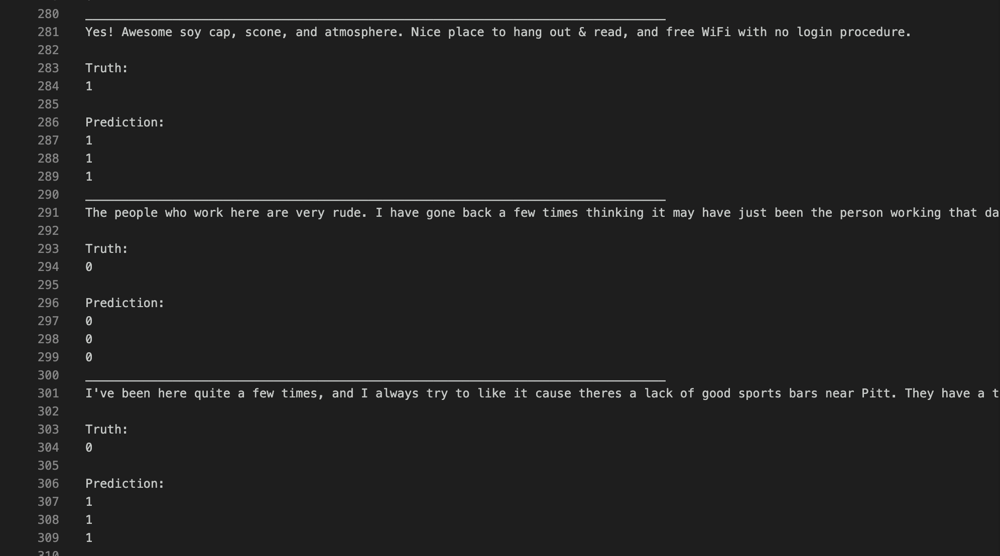 280 ________________________________________________________________________________
281 Yes! Awesome soy cap, scone, and atmosphere. Nice place to hang out & read, and free WiFi with no login procedure.
282
283 Truth:
284 1
285
286 Prediction:
287 1
288 1
289 1
290 ________________________________________________________________________________
291 The people who work here are very rude. I have gone back a few times thinking it may have just been the person working that
292
293 Truth:
294 0
295
296 Prediction:
297 0
298 0
299 0
300 ________________________________________________________________________________
301 I've been here quite a few times, and I always try to like it cause theres a lack of good sports bars near Pitt. They have a
302
303 Truth:
304 0
305
306 Prediction:
307 1
308 1
309 1
310